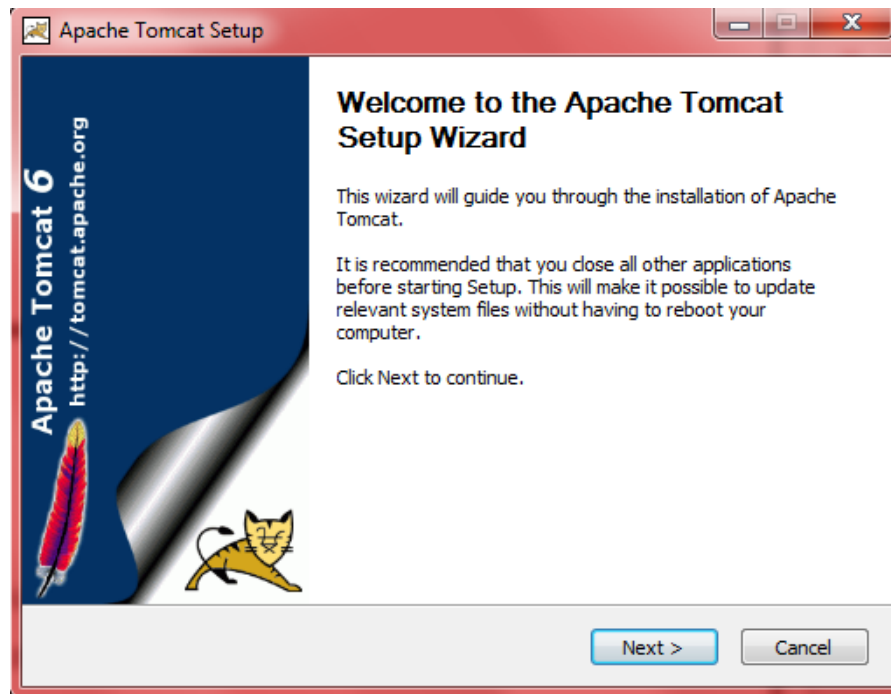 Apache Tomcat Setup
Apache Tomcat 6
http://tomcat.apache.org
Welcome to the Apache Tomcat
Setup Wizard
This wizard will guide you through the installation of Apache
Tomcat.
It is recommended that you close all other applications
before starting Setup. This will make it possible to update
relevant system files without having to reboot your
computer.
Click Next to continue.
Next >
Cancel